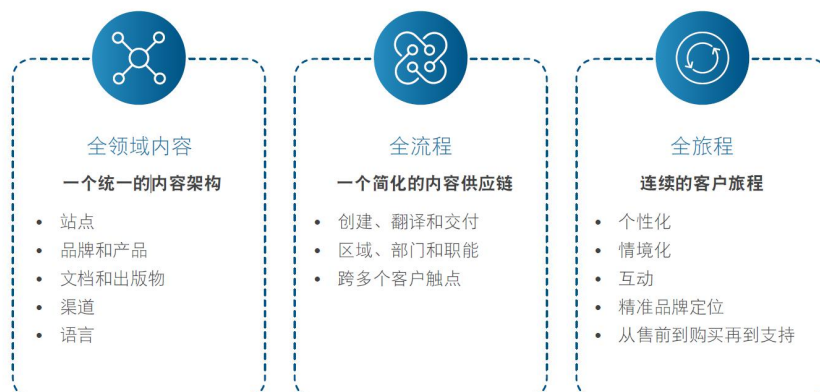 全领域内容
一个统一的内容架构
• 站点
• 品牌和产品
• 文档和出版物
• 渠道
• 语言
全流程
一个简化的内容供应链
• 创建、翻译和交付
• 区域、部门和职能
• 跨多个客户触点
全旅程
连续的客户旅程
• 个性化
• 情境化
• 互动
• 精准品牌定位
• 从售前到购买再到支持